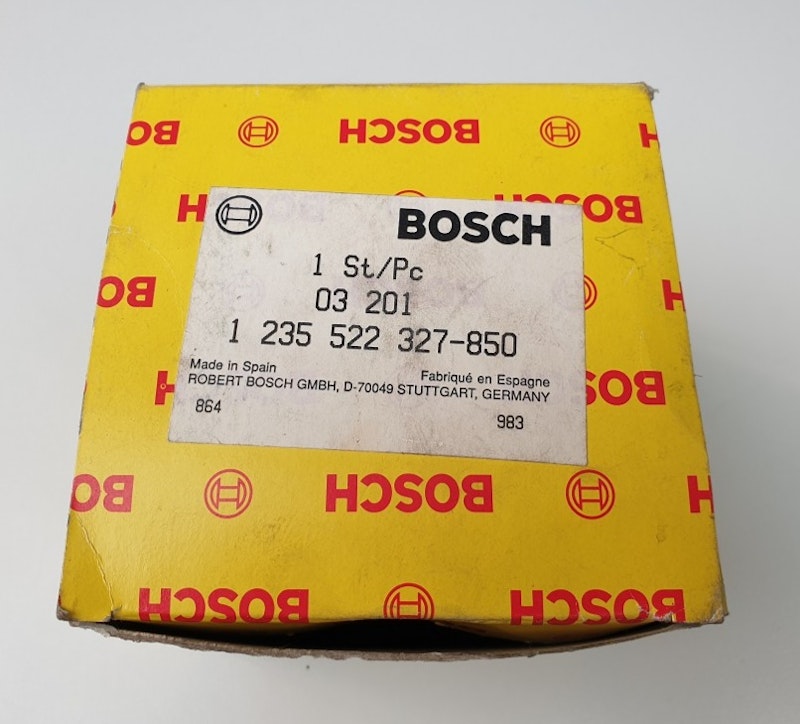 BOSCH
BOSCH
1 St/Pc
03 201
1 235 522 327-850
Made in Spain Fabriqué en Espagne
ROBERT BOSCH GMBH, D-70049 STUTTGART, GERMANY
864 983
BOSCH
BOSCH BOSCH